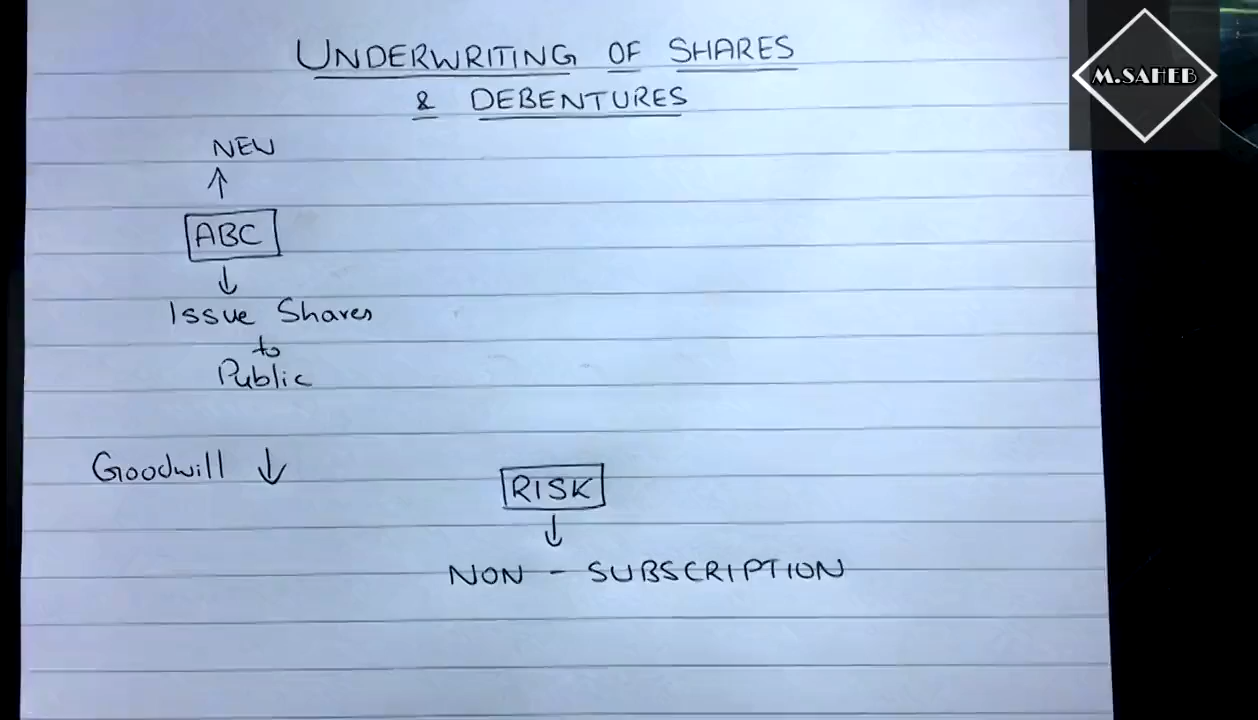 UNDERWRITING OF SHARES
& DEBENTURES
M.SAHEB
NEW
ABC
Issue Shares
to
Public
Goodwill ↓
RISK
NON - SUBSCRIPTION